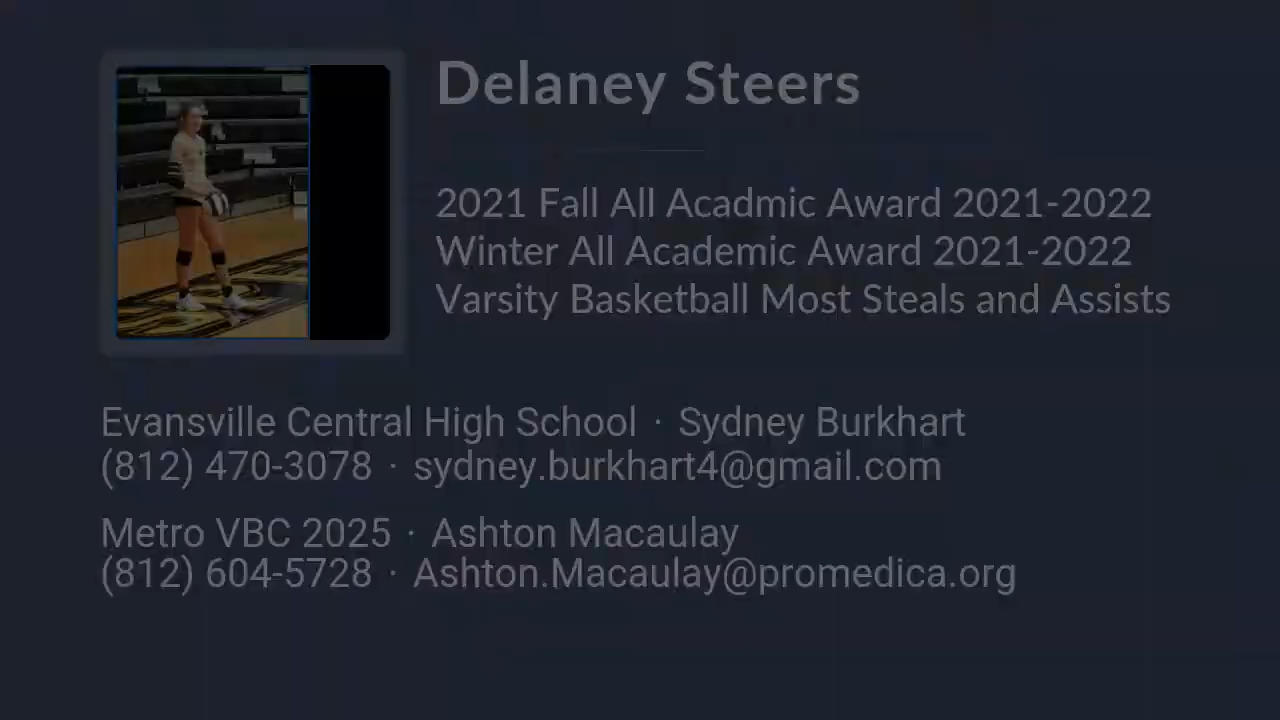 Delaney Steers
2021 Fall All Acadmic Award 2021-2022
Winter All Academic Award 2021-2022
Varsity Basketball Most Steals and Assists
Evansville Central High School · Sydney Burkhart
(812) 470-3078 · sydney.burkhart4@gmail.com
Metro VBC 2025 · Ashton Macaulay
(812) 604-5728 · Ashton.Macaulay@promedica.org